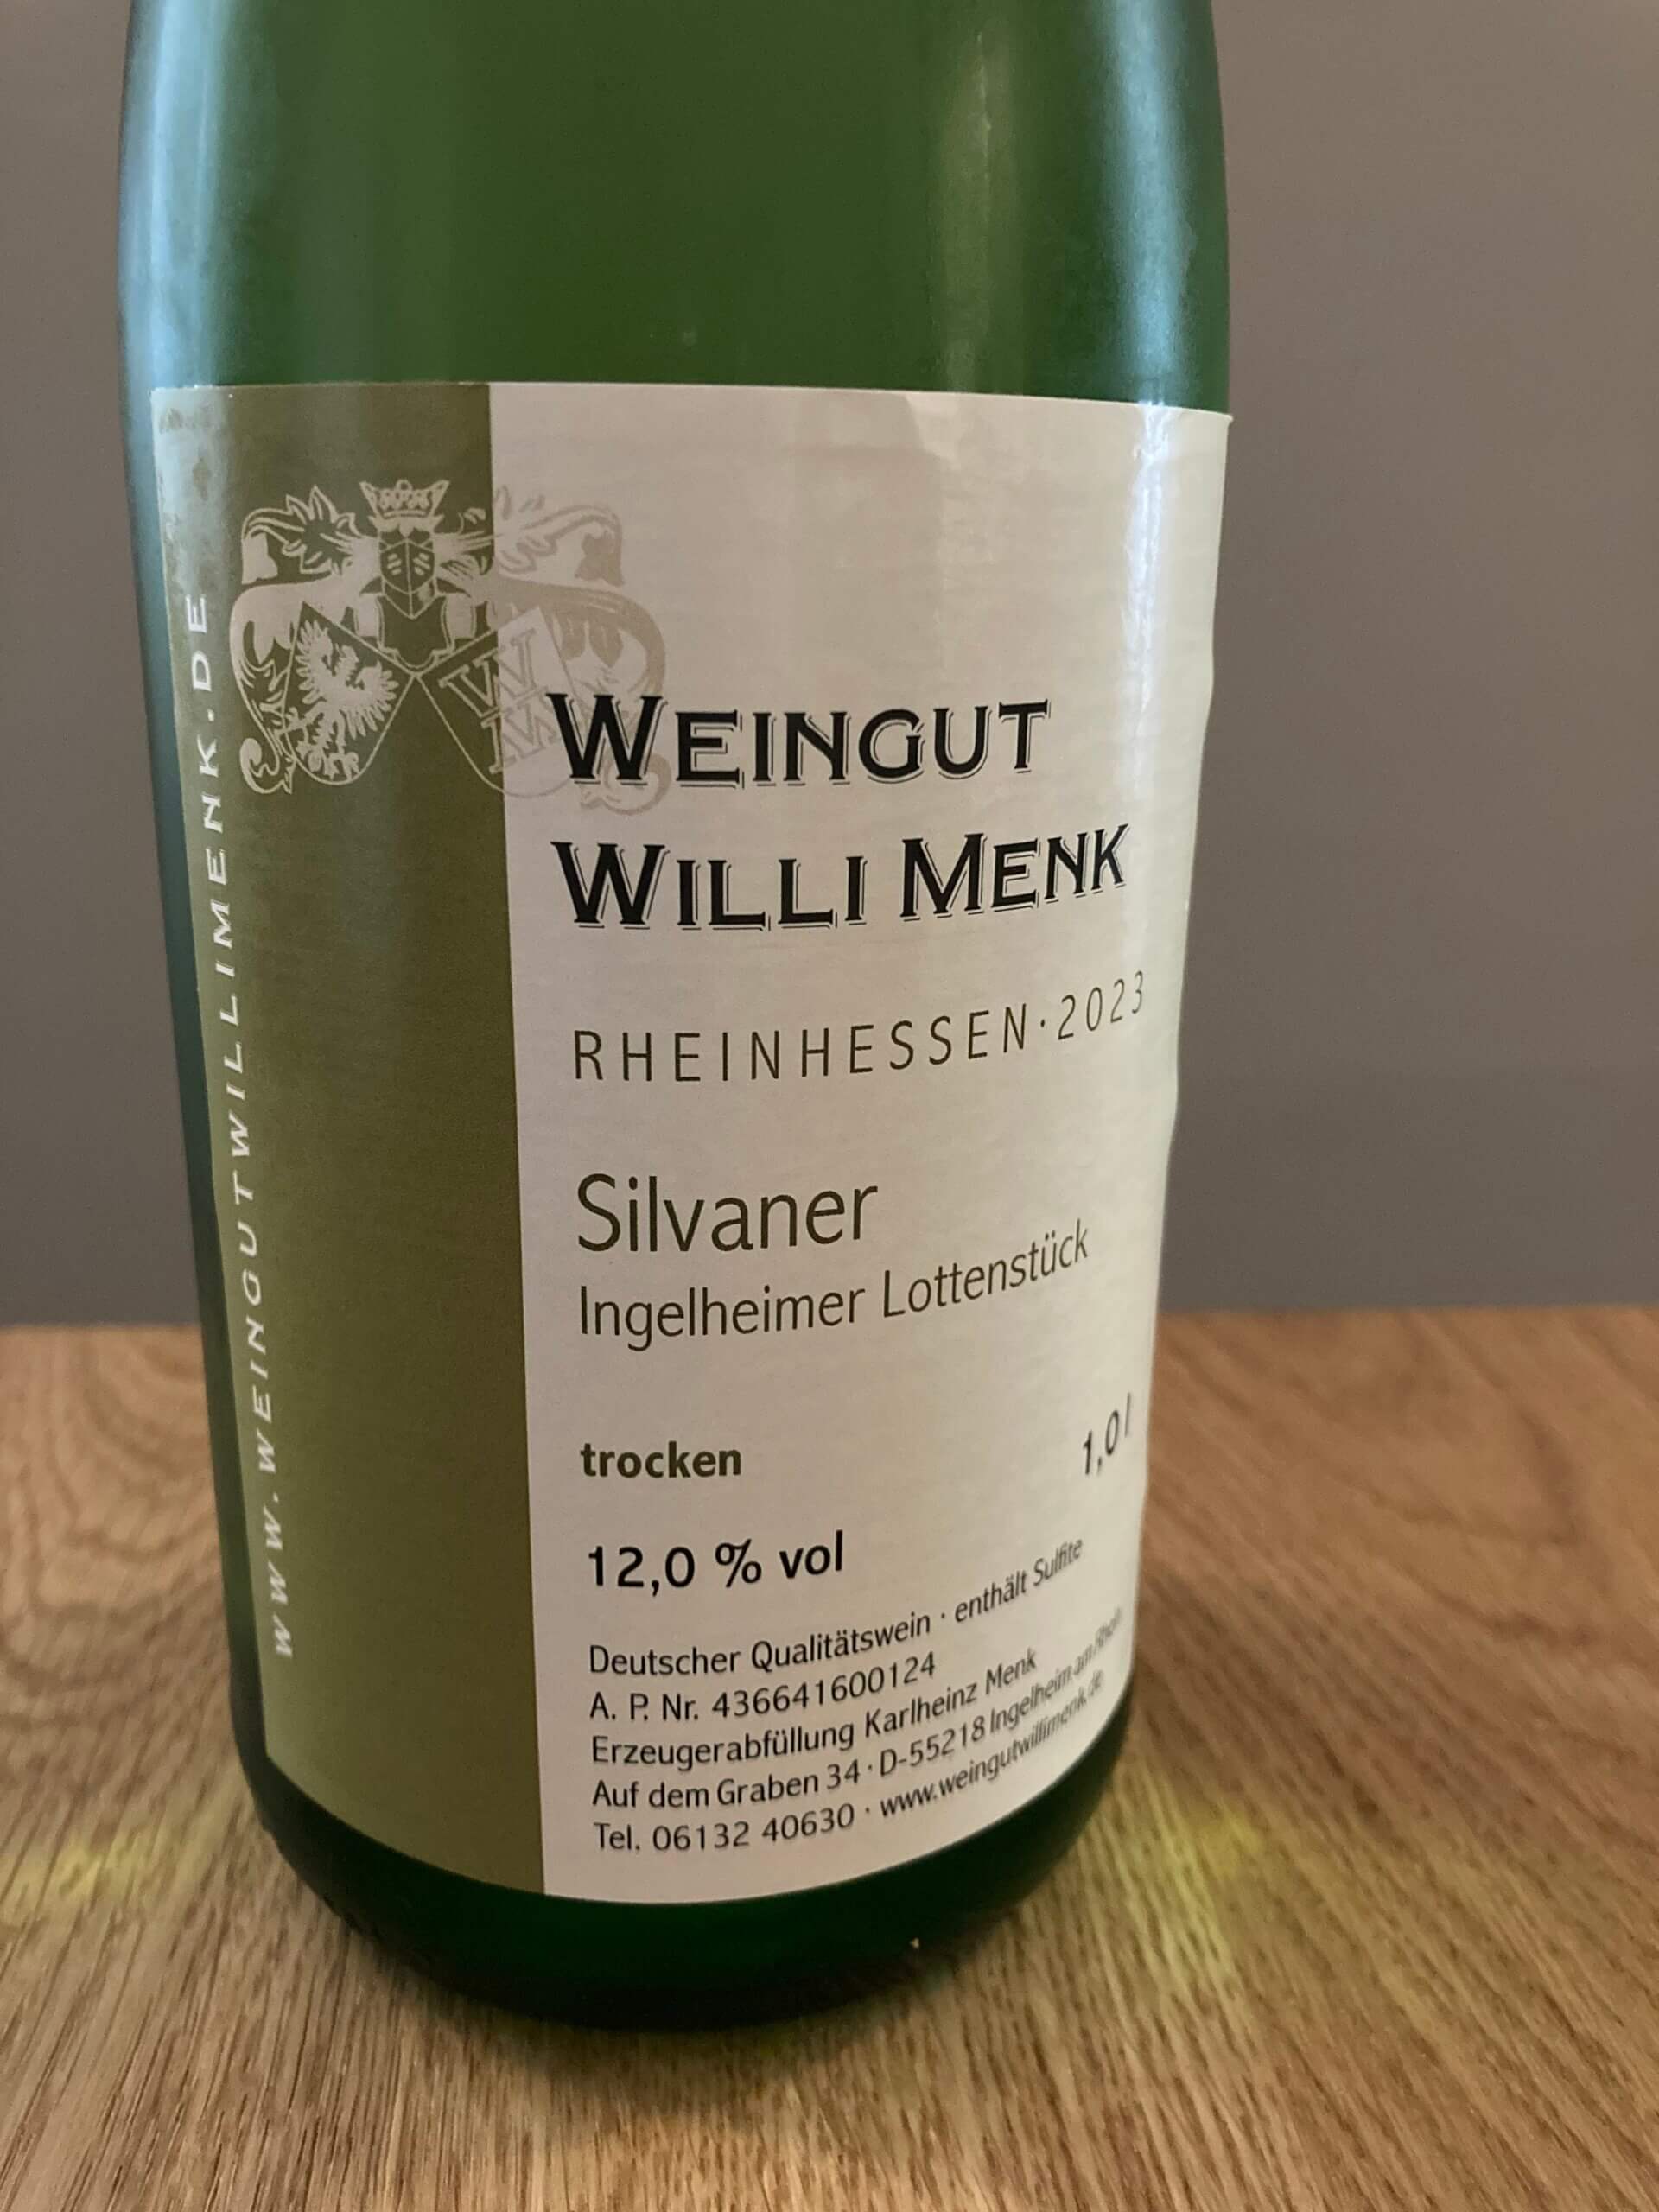 WWW.WEINGUTWILLIMENK.DE
W
WEINGUT
WILLI MENK
RHEINHESSEN·2023
Silvaner
Ingelheimer Lottenstück
trocken
1,0 l
12,0 % vol
Deutscher Qualitätswein · enthält Sulfite
A. P. Nr. 436641600124
Erzeugerabfüllung Karlheinz Menk
Auf dem Graben 34 · D-55218 Ingelheim am Rhein
Tel. 06132 40630 · www.weingutwillimenk.de